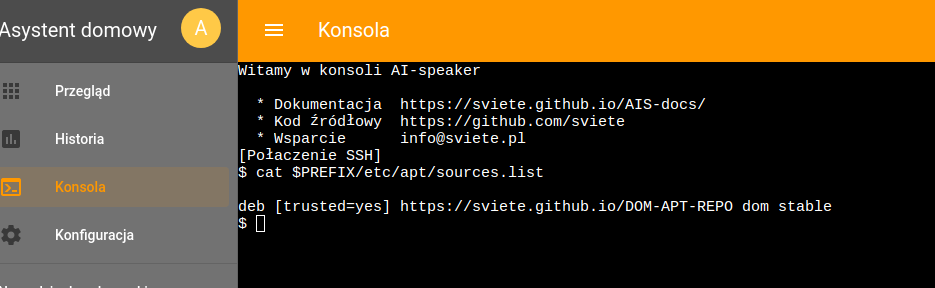 Asystent domowy
A
Konsola
Przegląd
Historia
Konsola
Konfiguracja
Witamy w konsoli AI-speaker
* Dokumentacja https://sviete.github.io/AIS-docs/
* Kod źródłowy https://github.com/sviete
* Wsparcie info@sviete.pl
[Połaczenie SSH]
$ cat $PREFIX/etc/apt/sources.list
deb [trusted=yes] https://sviete.github.io/DOM-APT-REPO dom stable
$